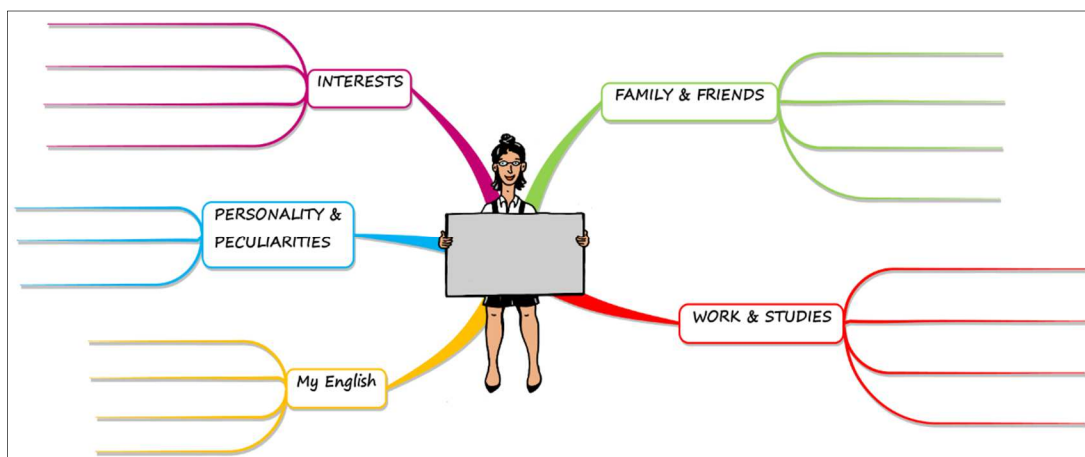 INTERESTS
FAMILY & FRIENDS
PERSONALITY &
PECULIARITIES
WORK & STUDIES
My English